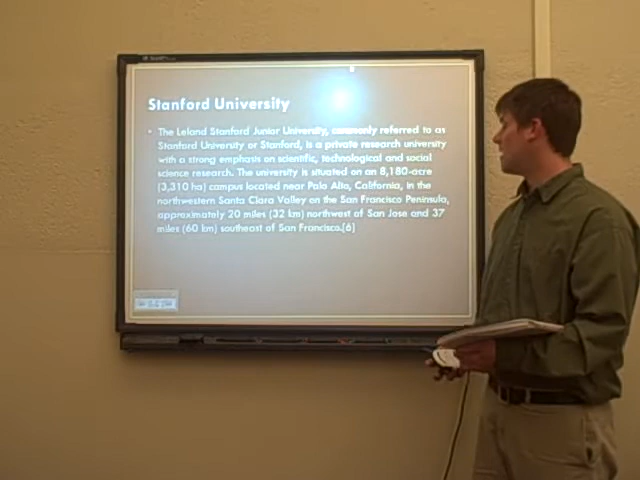 Stanford University
• The Leland Stanford Junior University, commonly referred to as
Stanford University or Stanford, is a private research university
with a strong emphasis on scientific, technological and social
science research. The university is situated on an 8,180-acre
(3,310 ha) campus located near Palo Alto, California, in the
northwestern Santa Clara Valley on the San Francisco Peninsula,
approximately 20 miles (32 km) northwest of San Jose and 37
miles (60 km) southeast of San Francisco.[6]